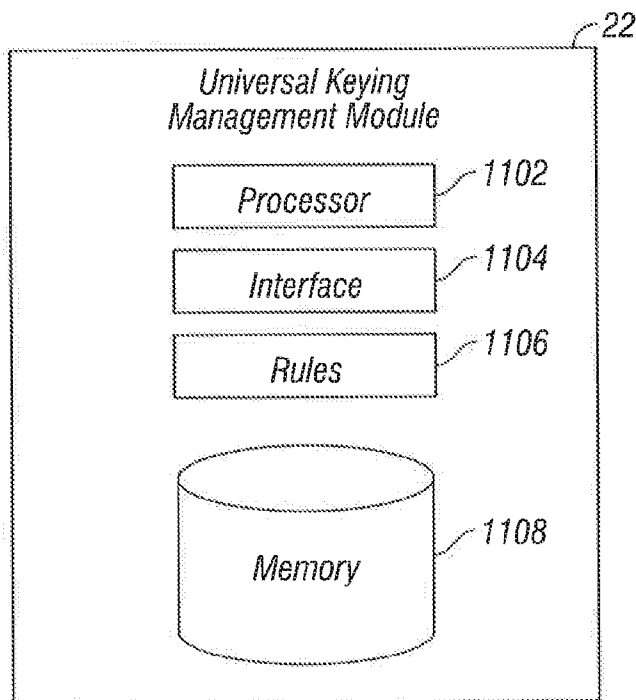 22
Universal Keying
Management Module
Processor
1102
Interface
1104
Rules
1106
Memory
1108